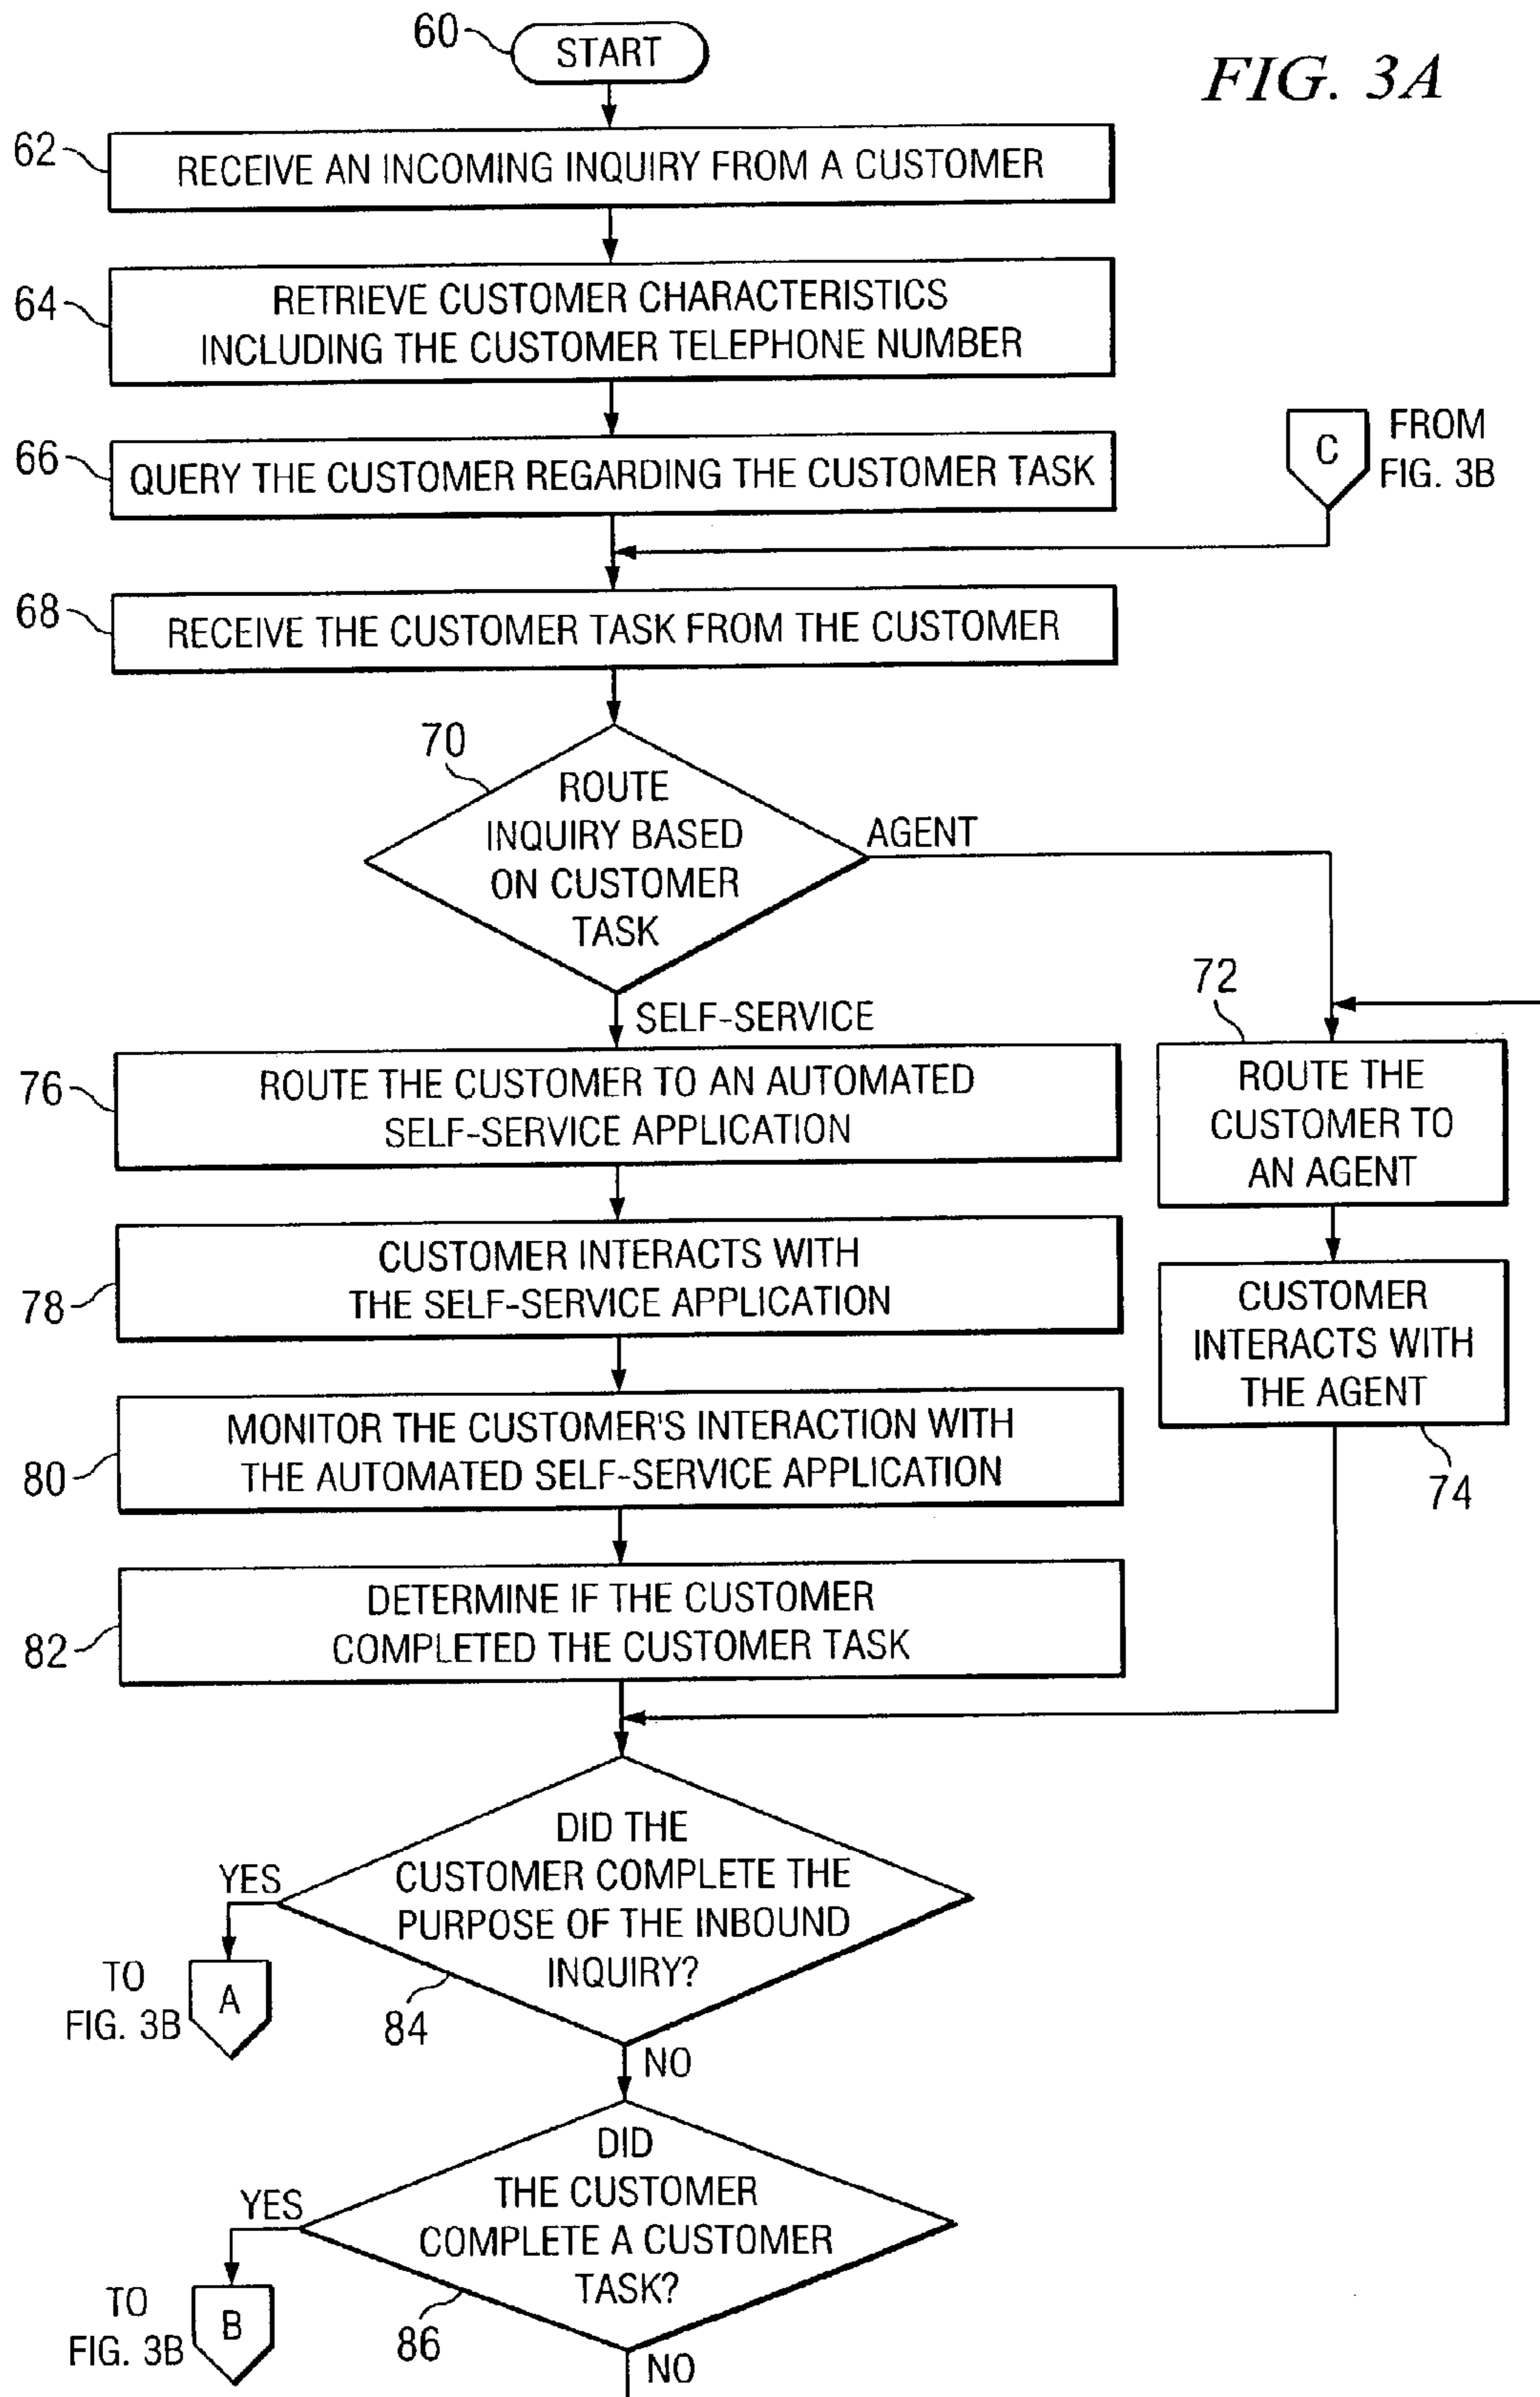 60
START
FIG. 3A
62
RECEIVE AN INCOMING INQUIRY FROM A CUSTOMER
64
RETRIEVE CUSTOMER CHARACTERISTICS
INCLUDING THE CUSTOMER TELEPHONE NUMBER
66
QUERY THE CUSTOMER REGARDING THE CUSTOMER TASK
C
FROM
FIG. 3B
68
RECEIVE THE CUSTOMER TASK FROM THE CUSTOMER
70
ROUTE
INQUIRY BASED
ON CUSTOMER
TASK
AGENT
SELF-SERVICE
72
ROUTE THE
CUSTOMER TO
AN AGENT
76
ROUTE THE CUSTOMER TO AN AUTOMATED
SELF-SERVICE APPLICATION
78
CUSTOMER INTERACTS WITH
THE SELF-SERVICE APPLICATION
CUSTOMER
INTERACTS WITH
THE AGENT
74
80
MONITOR THE CUSTOMER'S INTERACTION WITH
THE AUTOMATED SELF-SERVICE APPLICATION
82
DETERMINE IF THE CUSTOMER
COMPLETED THE CUSTOMER TASK
DID THE
CUSTOMER COMPLETE THE
PURPOSE OF THE INBOUND
INQUIRY?
YES
TO
FIG. 3B
A
84
NO
DID
THE CUSTOMER
COMPLETE A CUSTOMER
TASK?
YES
TO
FIG. 3B
B
86
NO